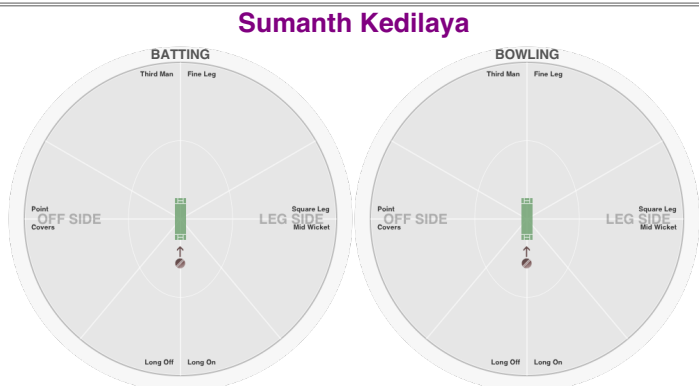 Sumanth Kedilaya
BATTING
Third Man Fine Leg
Point
OFF SIDE
Covers
Square Leg
LEG SIDE
Mid Wicket
Long Off Long On
BOWLING
Third Man Fine Leg
Point
OFF SIDE
Covers
Square Leg
LEG SIDE
Mid Wicket
Long Off Long On